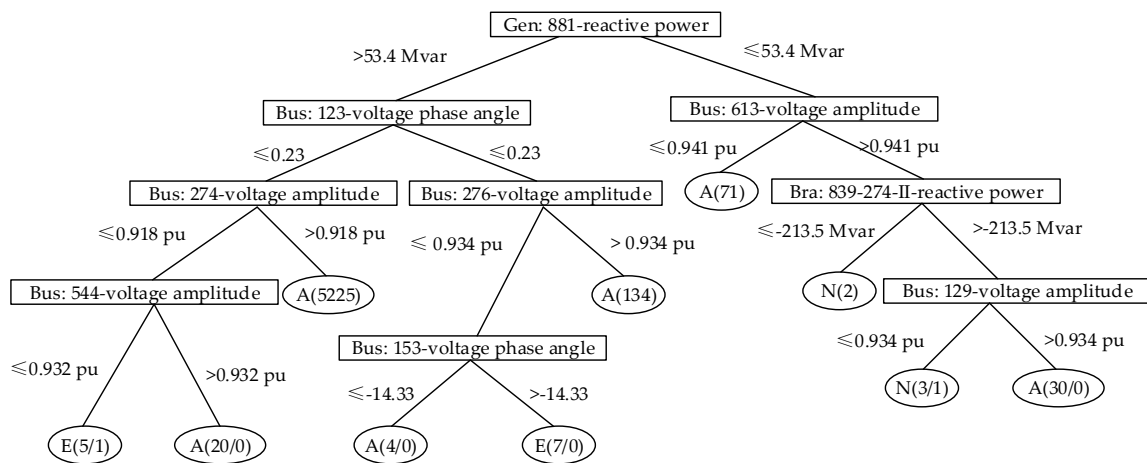 Gen: 881-reactive power
>53.4 Mvar
≤53.4 Mvar
Bus: 123-voltage phase angle
Bus: 613-voltage amplitude
≤0.23
≤0.23
≤0.941 pu
>0.941 pu
Bus: 274-voltage amplitude
Bus: 276-voltage amplitude
A(71)
Bra: 839-274-II-reactive power
≤0.918 pu
>0.918 pu
≤ 0.934 pu
> 0.934 pu
≤-213.5 Mvar
>-213.5 Mvar
Bus: 544-voltage amplitude
A(5225)
A(134)
N(2)
Bus: 129-voltage amplitude
≤0.932 pu
>0.932 pu
Bus: 153-voltage phase angle
≤0.934 pu
>0.934 pu
≤-14.33
>-14.33
N(3/1)
A(30/0)
E(5/1)
A(20/0)
A(4/0)
E(7/0)